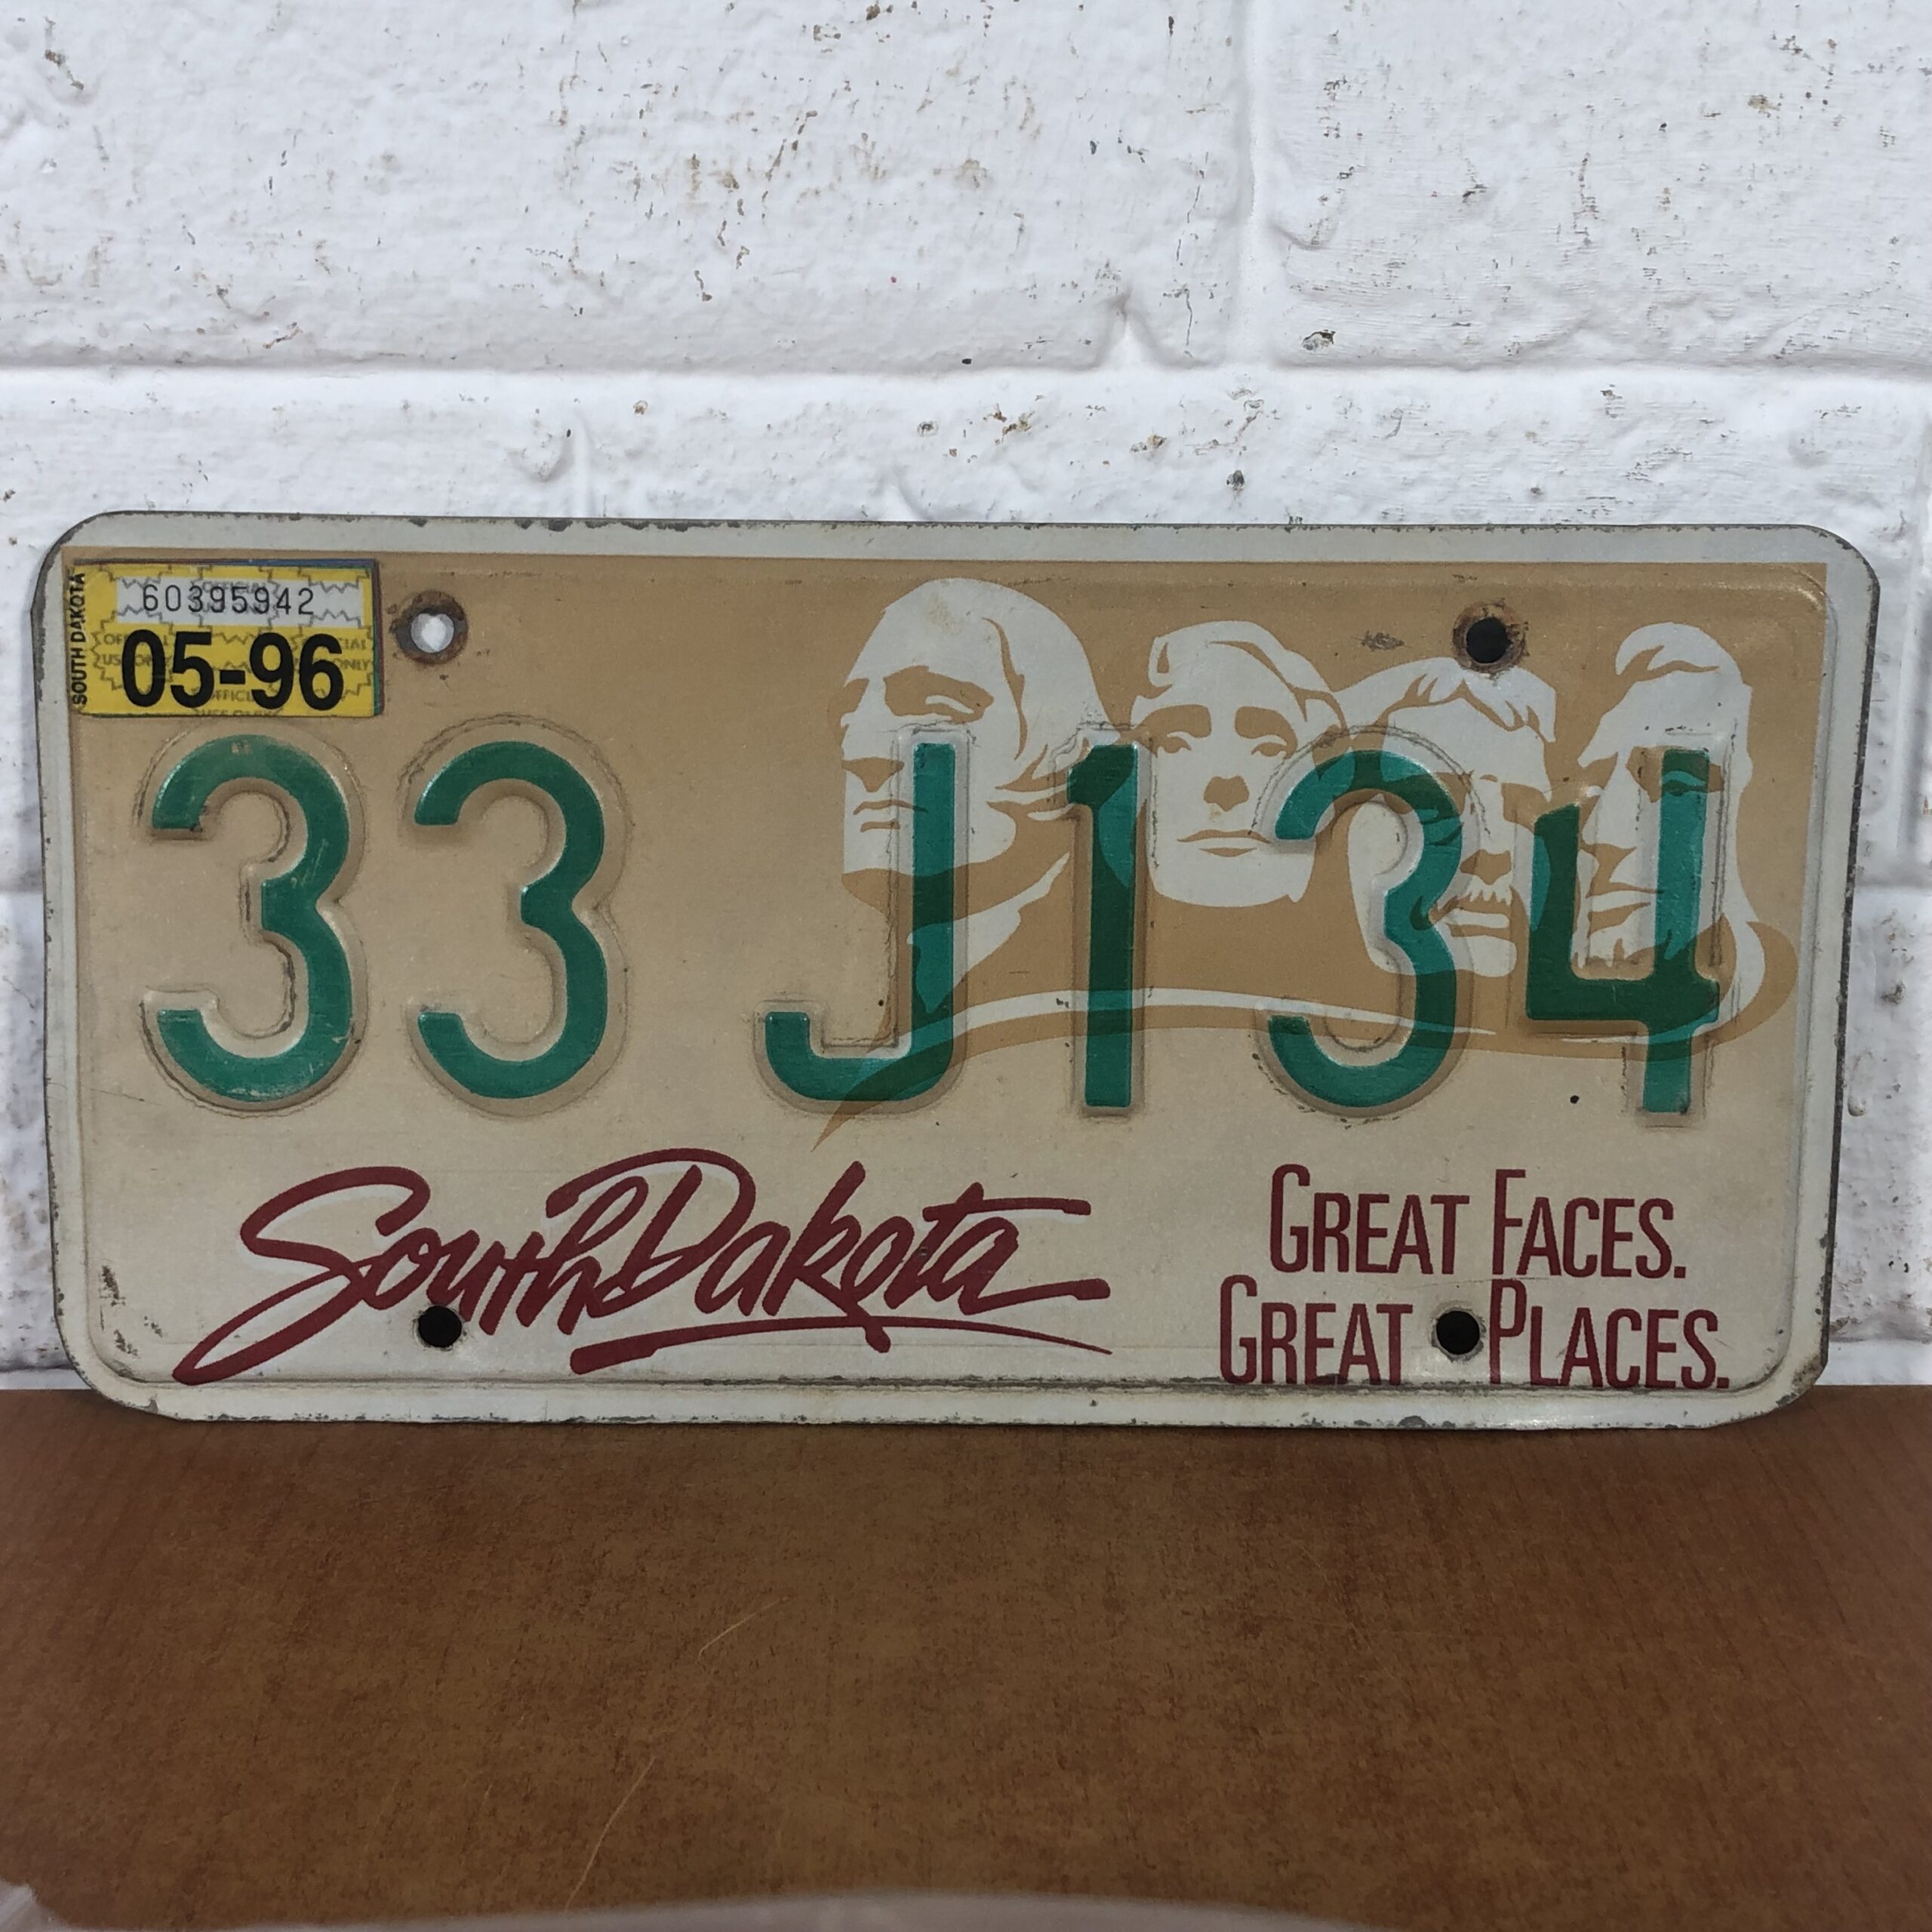 SOUTH DAKOTA
60395942
05-96
33 J134
South Dakota
GREAT FACES.
GREAT PLACES.